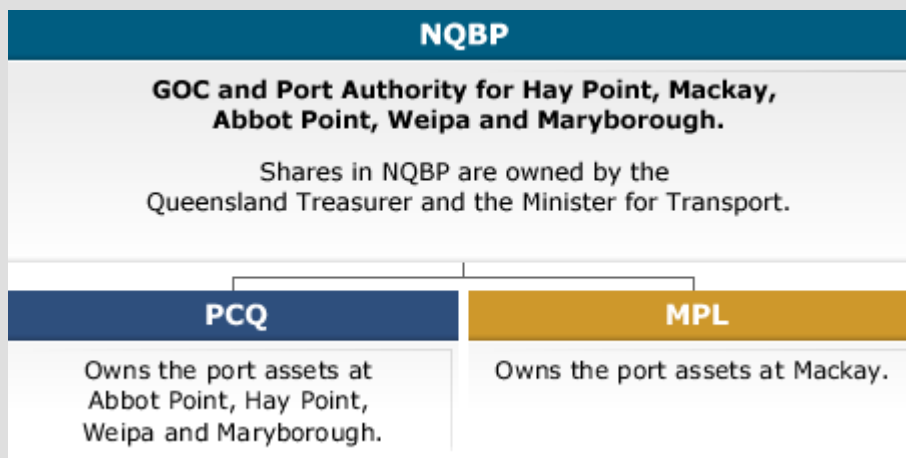 NQBP
GOC and Port Authority for Hay Point, Mackay,
Abbot Point, Weipa and Maryborough.
Shares in NQBP are owned by the
Queensland Treasurer and the Minister for Transport.
PCQ
Owns the port assets at
Abbot Point, Hay Point,
Weipa and Maryborough.
MPL
Owns the port assets at Mackay.